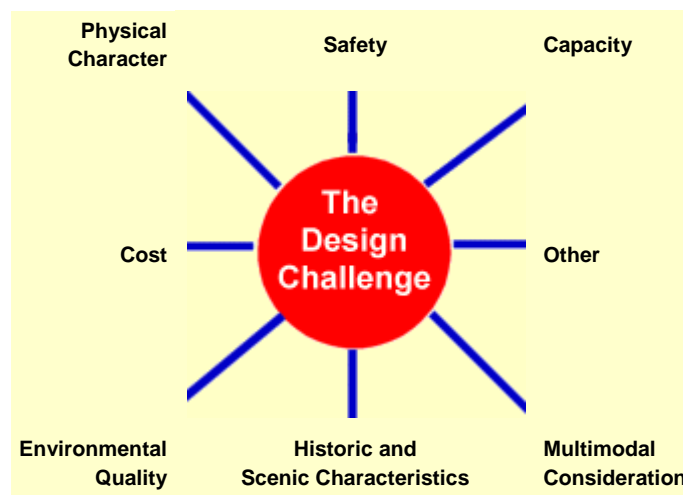 Physical
Character
Safety
Capacity
The
Design
Challenge
Cost
Other
Environmental
Quality
Historic and
Scenic Characteristics
Multimodal
Consideration